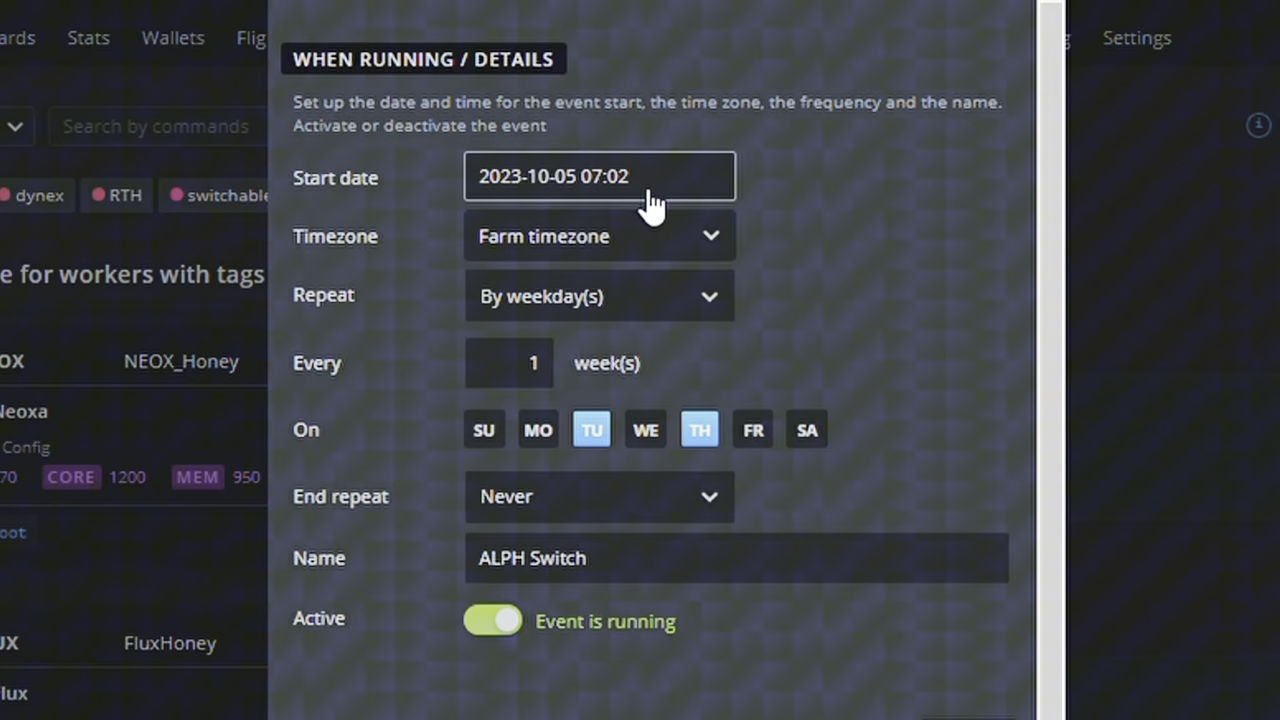 ards Stats Wallets Flig
g Settings
WHEN RUNNING / DETAILS
Set up the date and time for the event start, the time zone, the frequency and the name.
Activate or deactivate the event
Search by commands
Start date 2023-10-05 07:02
dynex RTH switchable
Timezone Farm timezone
e for workers with tags
Repeat By weekday(s)
OX NEOX_Honey
Every 1 week(s)
Neoxa
On SU MO TU WE TH FR SA
Config
70 CORE 1200 MEM 950
End repeat Never
oot
Name ALPH Switch
Active Event is running
UX FluxHoney
lux